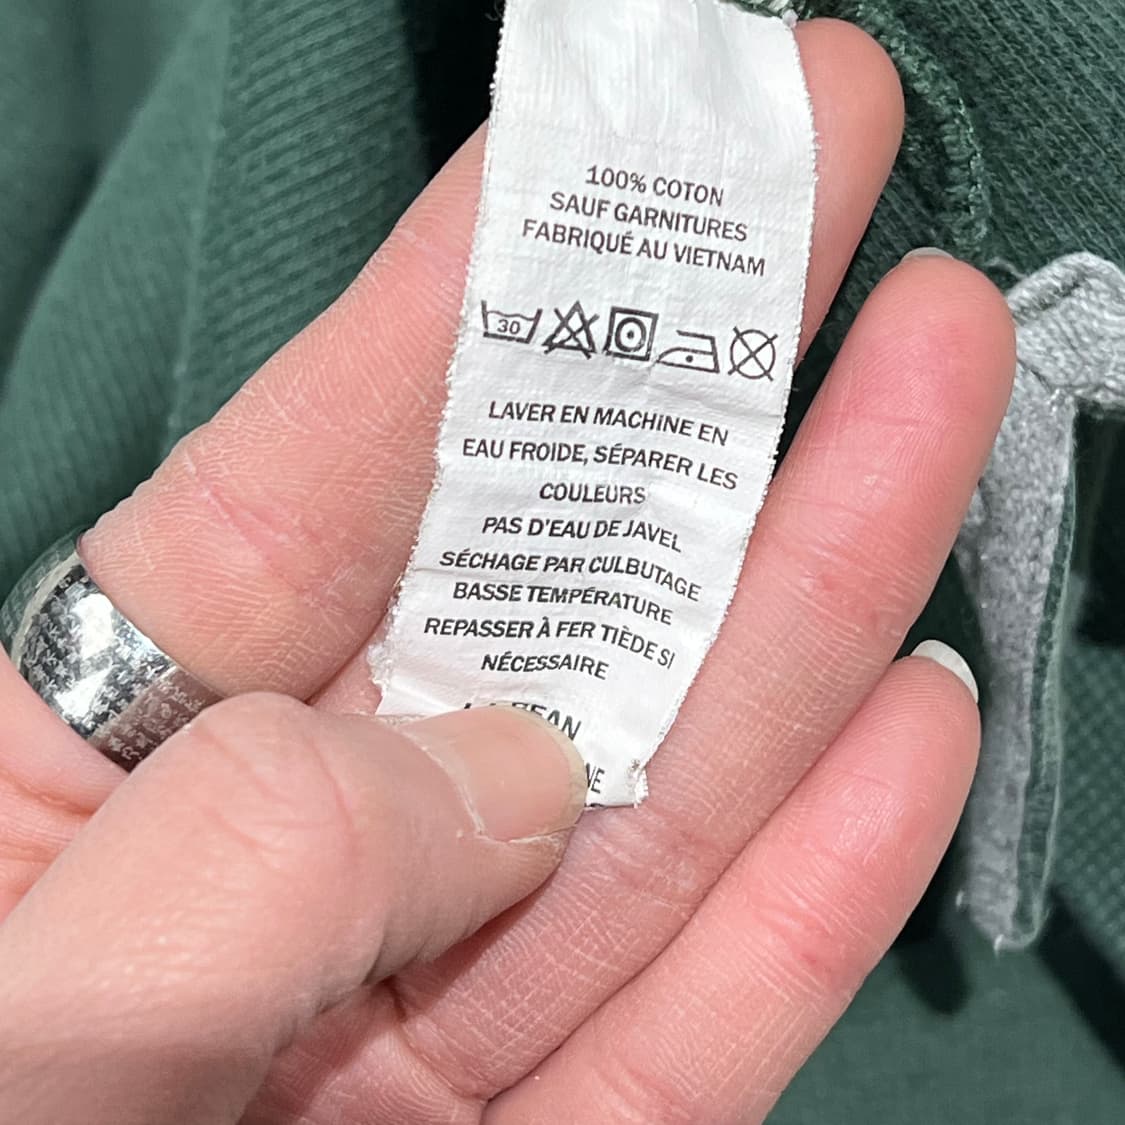 100% COTON
SAUF GARNITURES
FABRIQUÉ AU VIETNAM
30
LAVER EN MACHINE EN
EAU FROIDE, SÉPARER LES
COULEURS
PAS D'EAU DE JAVEL
SÉCHAGE PAR CULBUTAGE
BASSE TEMPÉRATURE
REPASSER À FER TIÈDE SI
NÉCESSAIRE